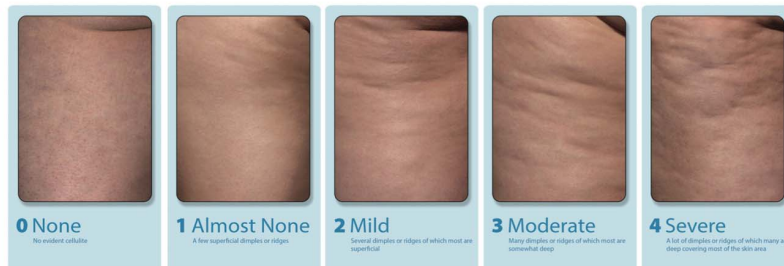 0 None
No evident cellulite
1 Almost None
A few superficial dimples or ridges
2 Mild
Several dimples or ridges of which most are
superficial
3 Moderate
Many dimples or ridges of which most are
somewhat deep
4 Severe
A lot of dimples or ridges of which many a
deep covering most of the skin area